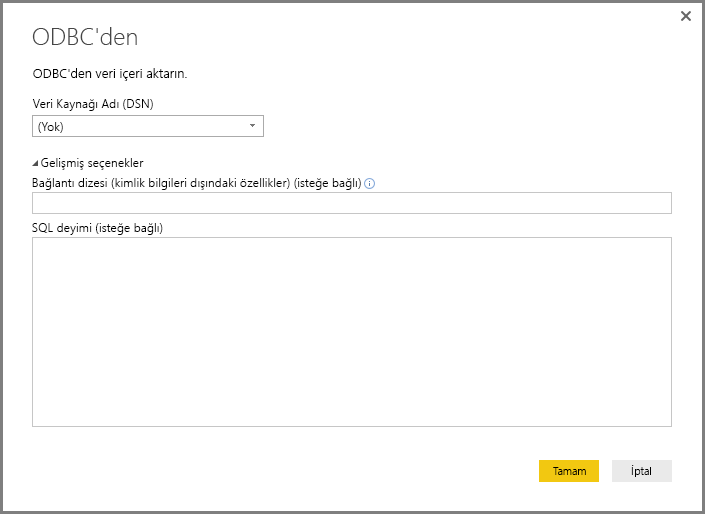 ODBC'den
ODBC'den veri içeri aktarın.
Veri Kaynağı Adı (DSN)
(Yok)
Gelişmiş seçenekler
Bağlantı dizesi (kimlik bilgileri dışındaki özellikler) (isteğe bağlı)
SQL deyimi (isteğe bağlı)
Tamam İptal